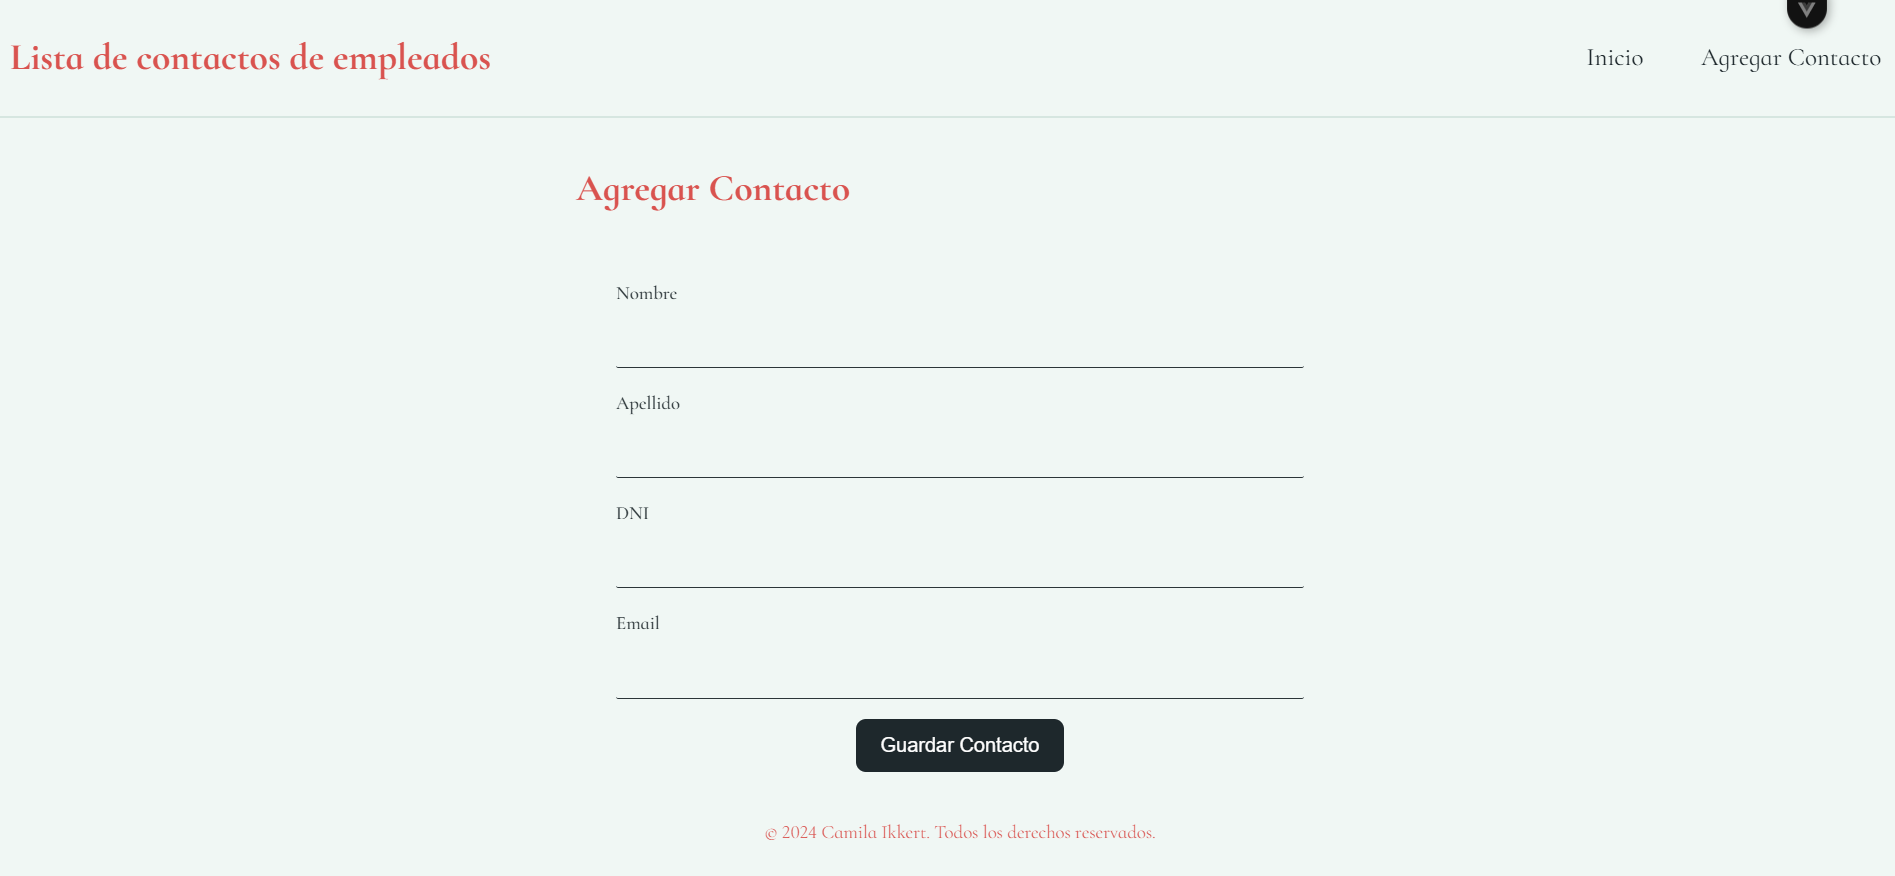 Lista de contactos de empleados
Inicio
Agregar Contacto
Agregar Contacto
Nombre
Apellido
DNI
Email
Guardar Contacto
© 2024 Camila Ikkert. Todos los derechos reservados.